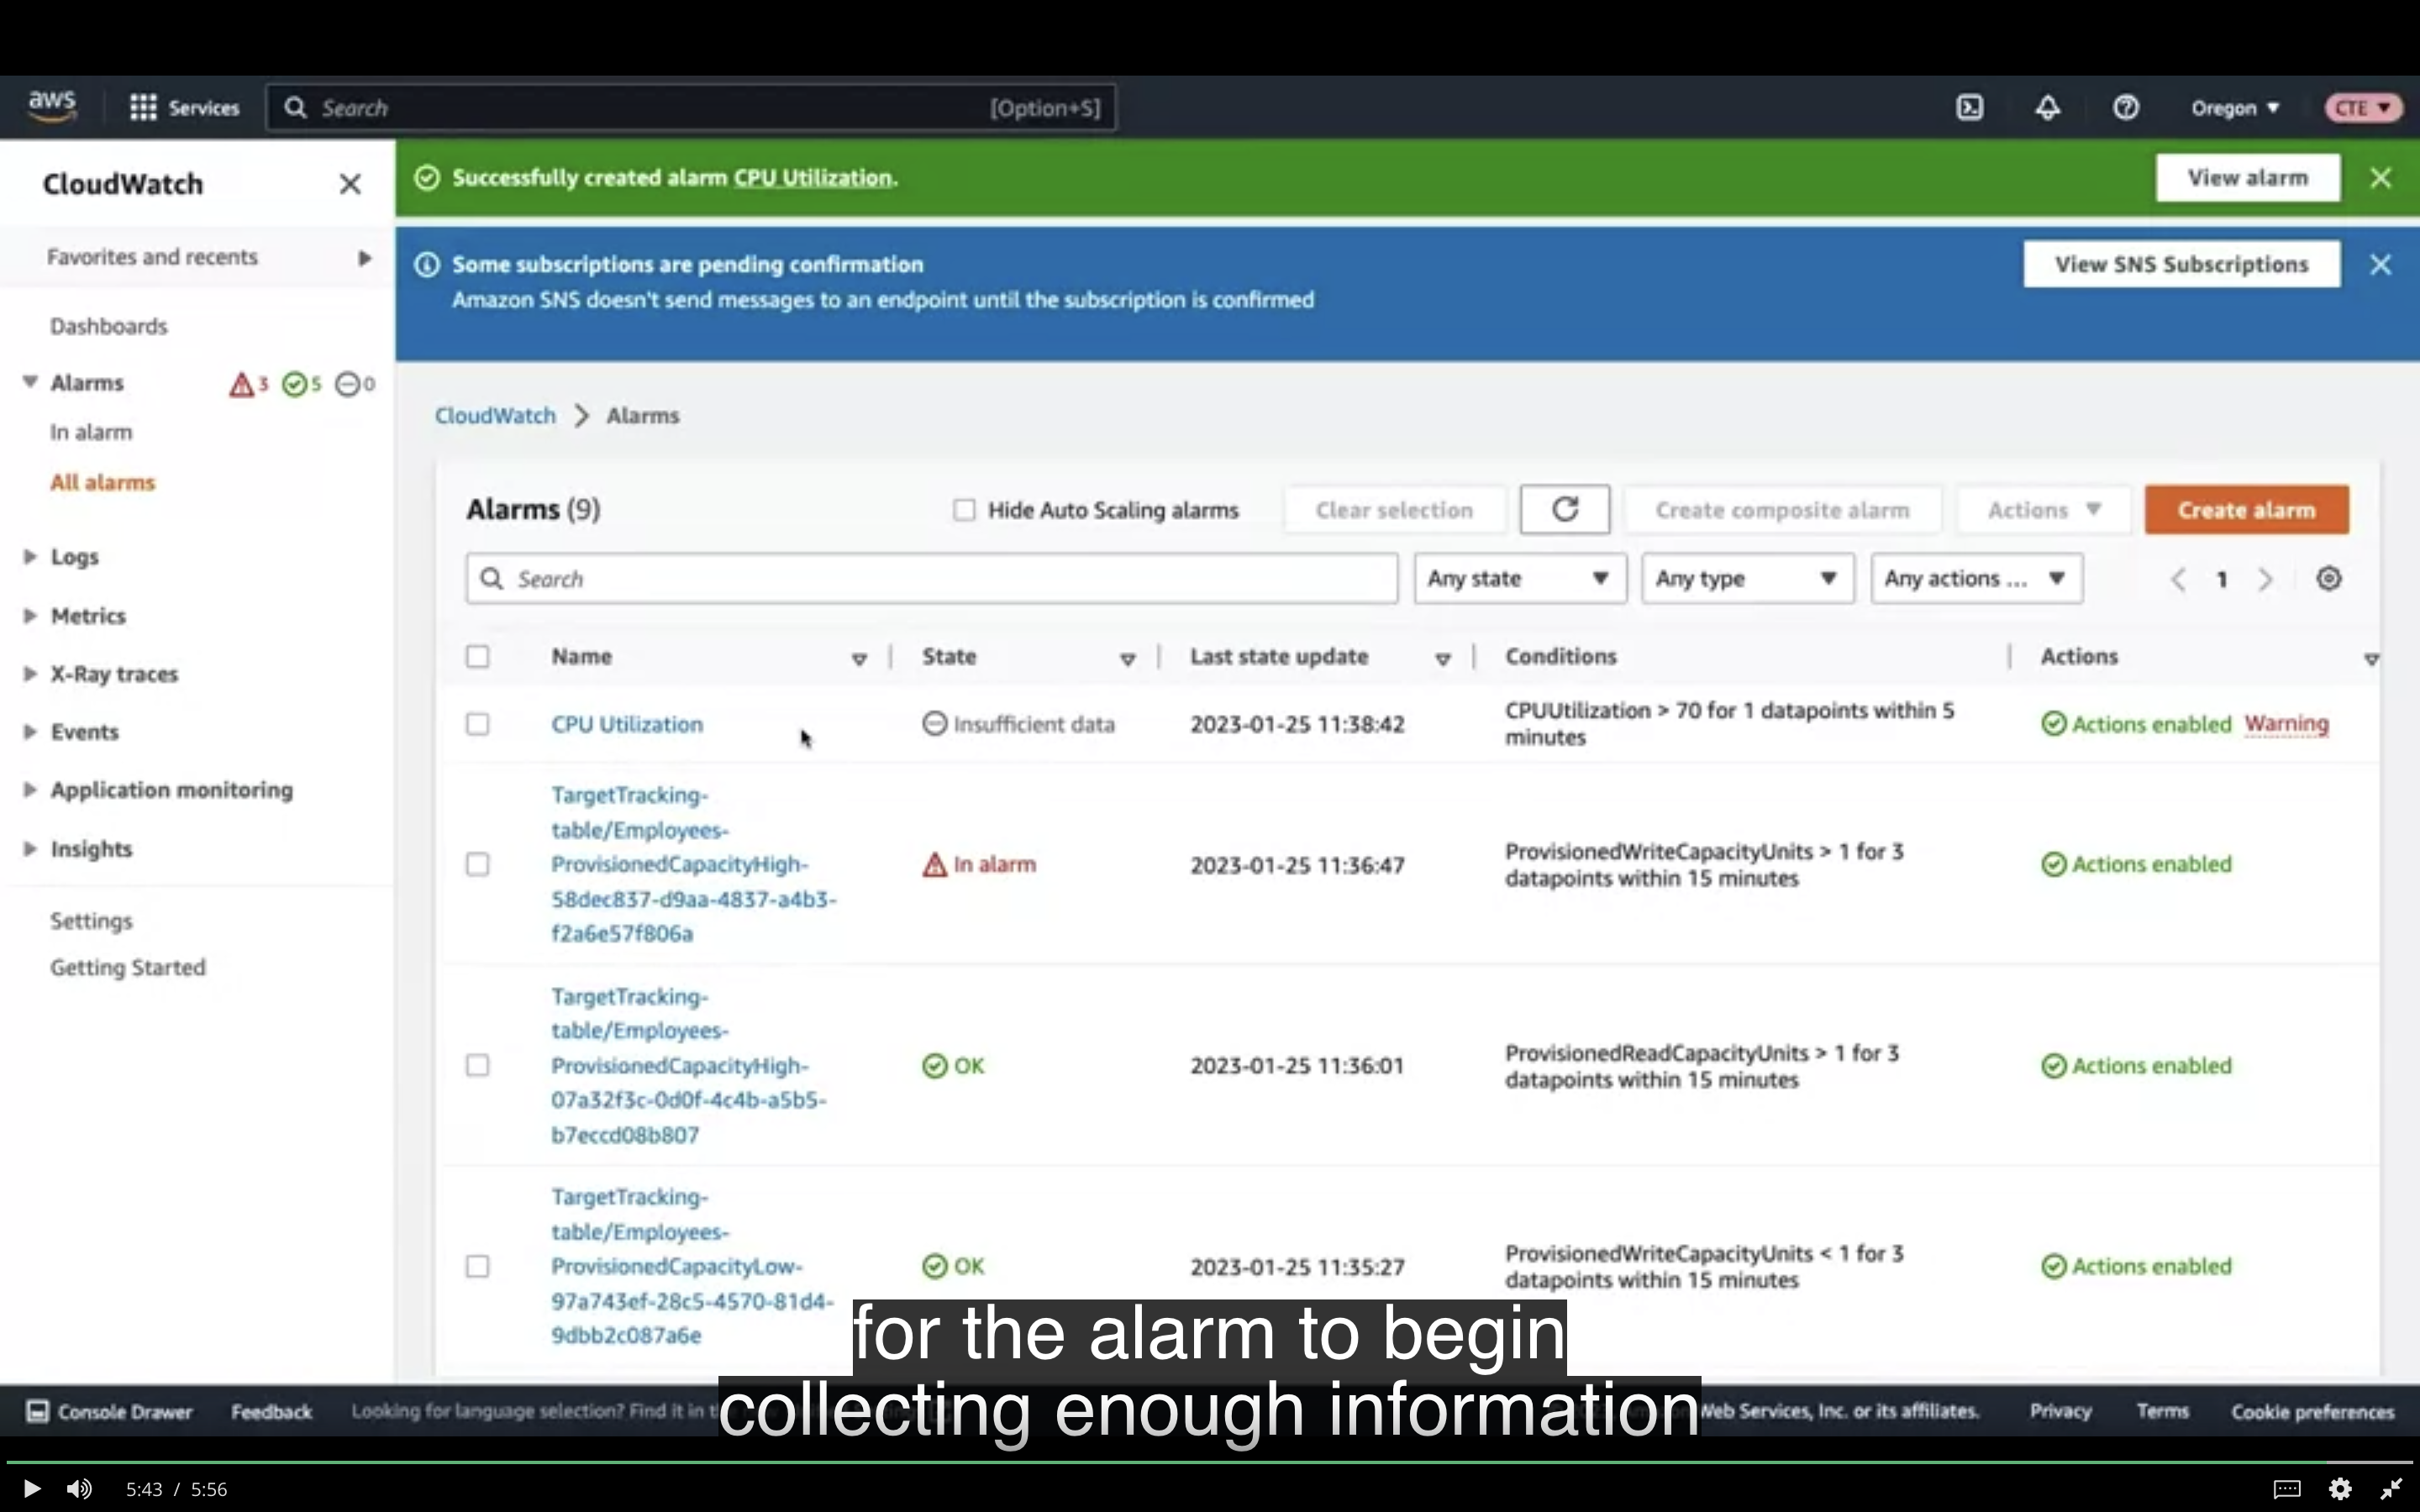 aws Services Search [Option+S] Oregon CTE
CloudWatch
Favorites and recents
Dashboards
Alarms 3 5 0
In alarm
All alarms
Logs
Metrics
X-Ray traces
Events
Application monitoring
Insights
Settings
Getting Started
Successfully created alarm CPU Utilization. View alarm
Some subscriptions are pending confirmation View SNS Subscriptions
Amazon SNS doesn't send messages to an endpoint until the subscription is confirmed
CloudWatch > Alarms
Alarms (9) Hide Auto Scaling alarms Clear selection Create composite alarm Actions Create alarm
Search Any state Any type Any actions ... 1
Name State Last state update Conditions Actions
CPU Utilization Insufficient data 2023-01-25 11:38:42 CPUUtilization > 70 for 1 datapoints within 5
minutes Actions enabled Warning
TargetTracking-
table/Employees-
ProvisionedCapacityHigh-
58dec837-d9aa-4837-a4b3-
f2a6e57f806a
In alarm 2023-01-25 11:36:47 ProvisionedWriteCapacityUnits > 1 for 3
datapoints within 15 minutes Actions enabled
TargetTracking-
table/Employees-
ProvisionedCapacityHigh-
07a32f3c-0d0f-4c4b-a5b5-
b7eccd08b807
OK 2023-01-25 11:36:01 ProvisionedReadCapacityUnits > 1 for 3
datapoints within 15 minutes Actions enabled
TargetTracking-
table/Employees-
ProvisionedCapacityLow-
97a743ef-28c5-4570-81d4-
9dbb2c087a6e
OK 2023-01-25 11:35:27 ProvisionedWriteCapacityUnits < 1 for 3
datapoints within 15 minutes Actions enabled
for the alarm to begin
collecting enough information
Console Drawer Feedback Looking for language selection? Find it in Web Services, Inc. or its affiliates. Privacy Terms Cookie preferences
5:43 / 5:56